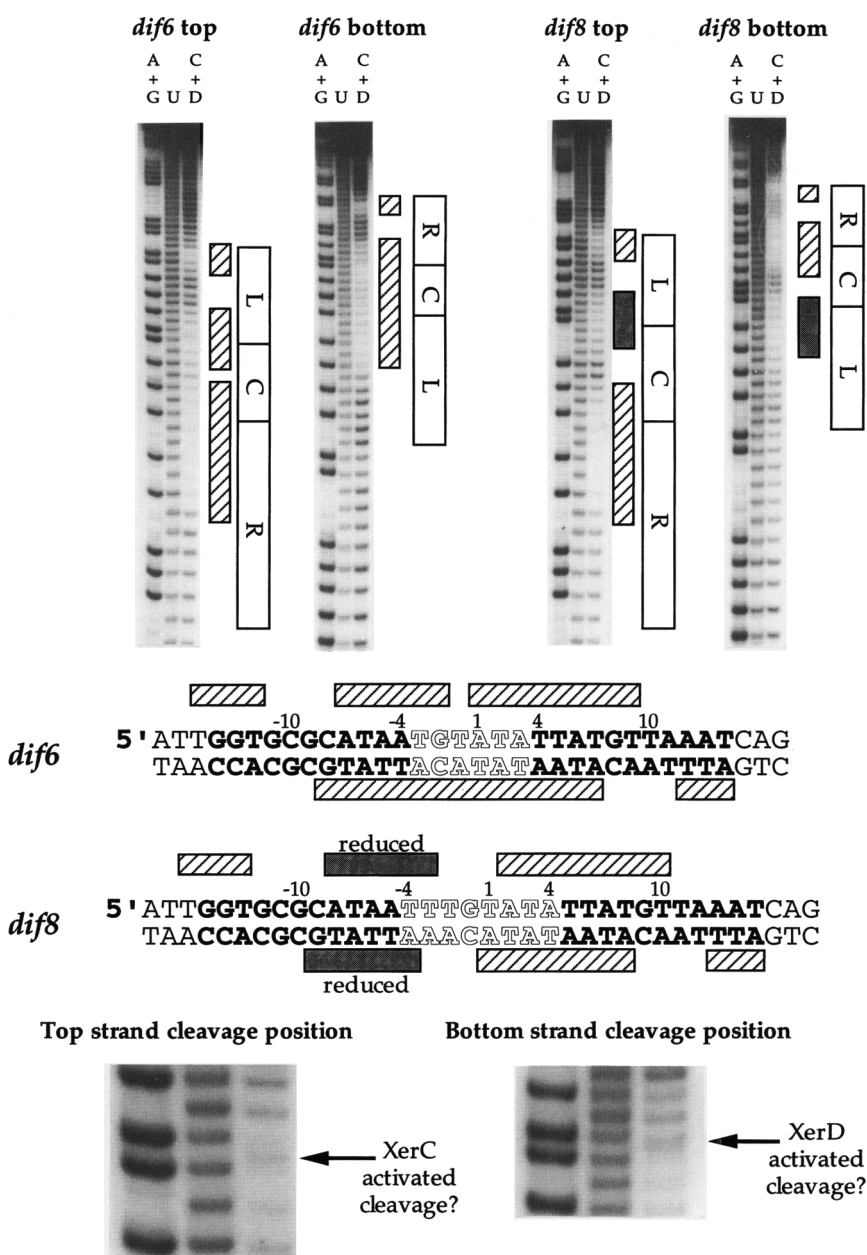 dif6 top dif6 bottom dif8 top dif8 bottom
A C A C A C A C
+ + + + + + + +
G U D G U D G U D G U D
L C R
R C L
L C R
R C L
-10 -4 1 4 10
dif6
5' ATTGGTGCGCATAATGTATATTATGTTAAATCAG
TAACCACGCGTATTACATATAATACAATTTAGTC
reduced
-10 -4 1 4 10
dif8
5' ATTGGTGCGCATAATTTGTATATTATGTTAAATCAG
TAACCACGCGTATTAAACATATAATACAATTTAGTC
reduced
Top strand cleavage position
Bottom strand cleavage position
XerC
activated
cleavage?
XerD
activated
cleavage?